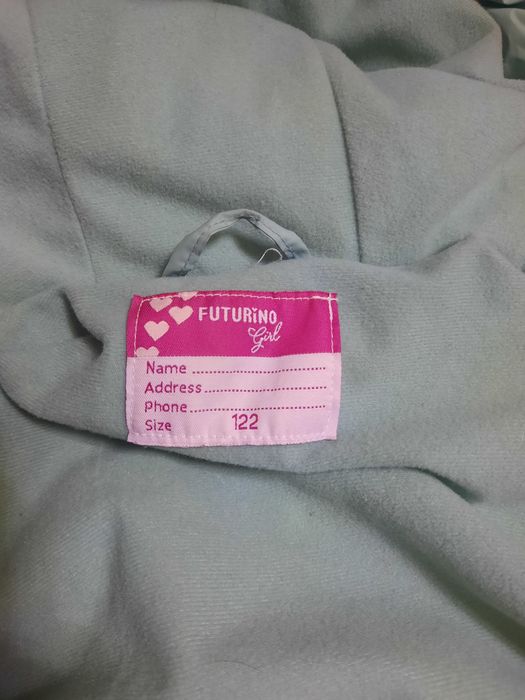 FUTURINO
Girl
Name
Address
Phone
Size 122